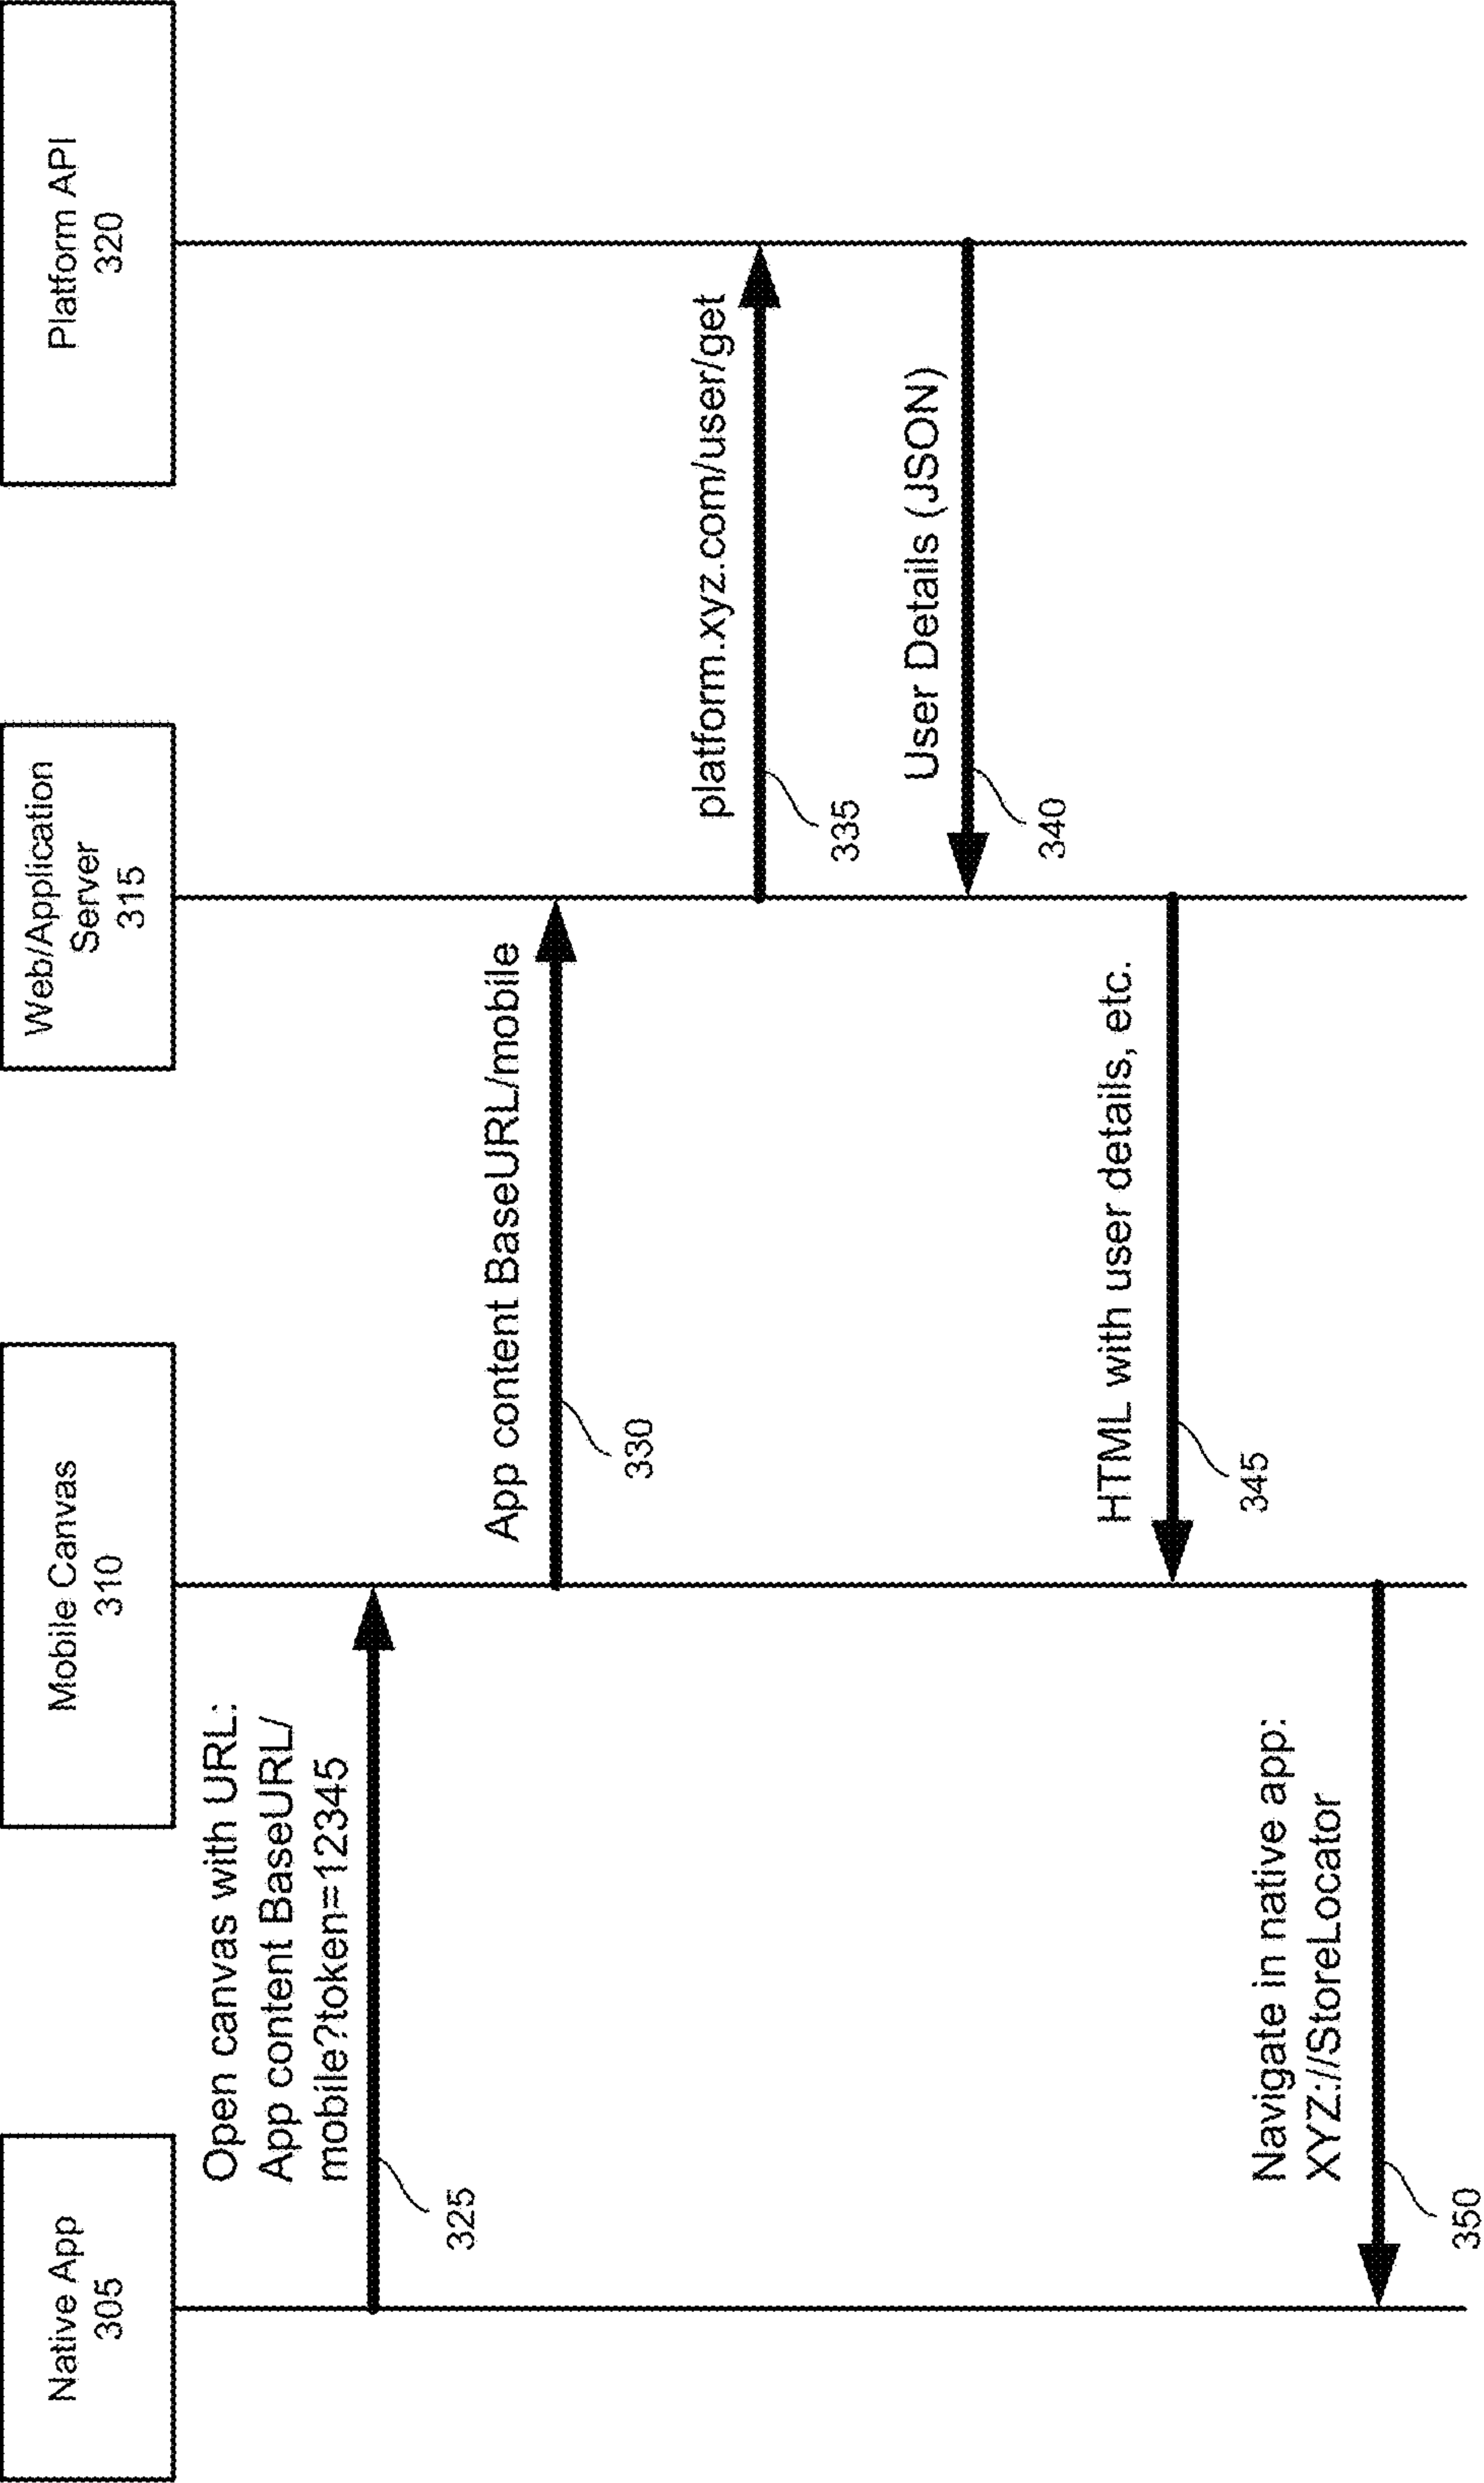 Native App
305
Mobile Canvas
310
Web/Application
Server
315
Platform API
320
Open canvas with URL:
App content BaseURL/
mobile?token=12345
325
App content BaseURL/mobile
330
platform.xyz.com/user/get
335
User Details (JSON)
340
HTML with user details, etc.
345
Navigate in native app:
XYZ://StoreLocator
350